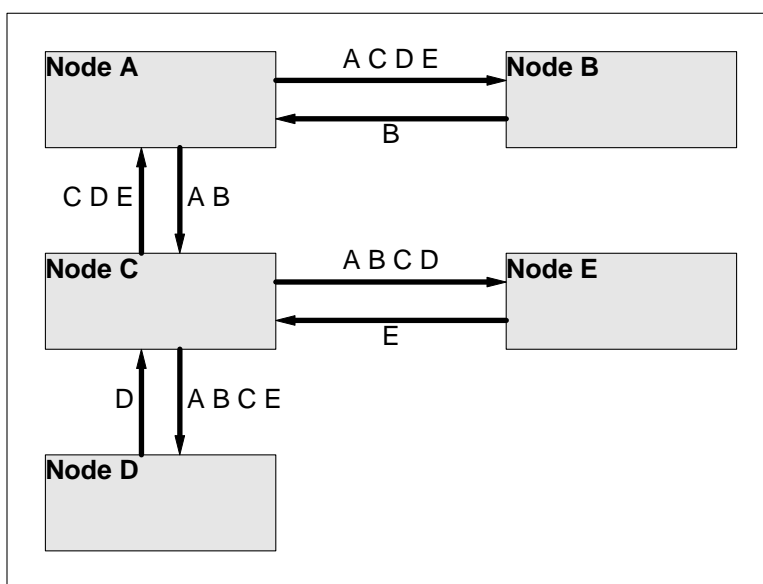 A C D E
Node A
Node B
B
C D E
A B
A B C D
Node C
Node E
E
D
A B C E
Node D